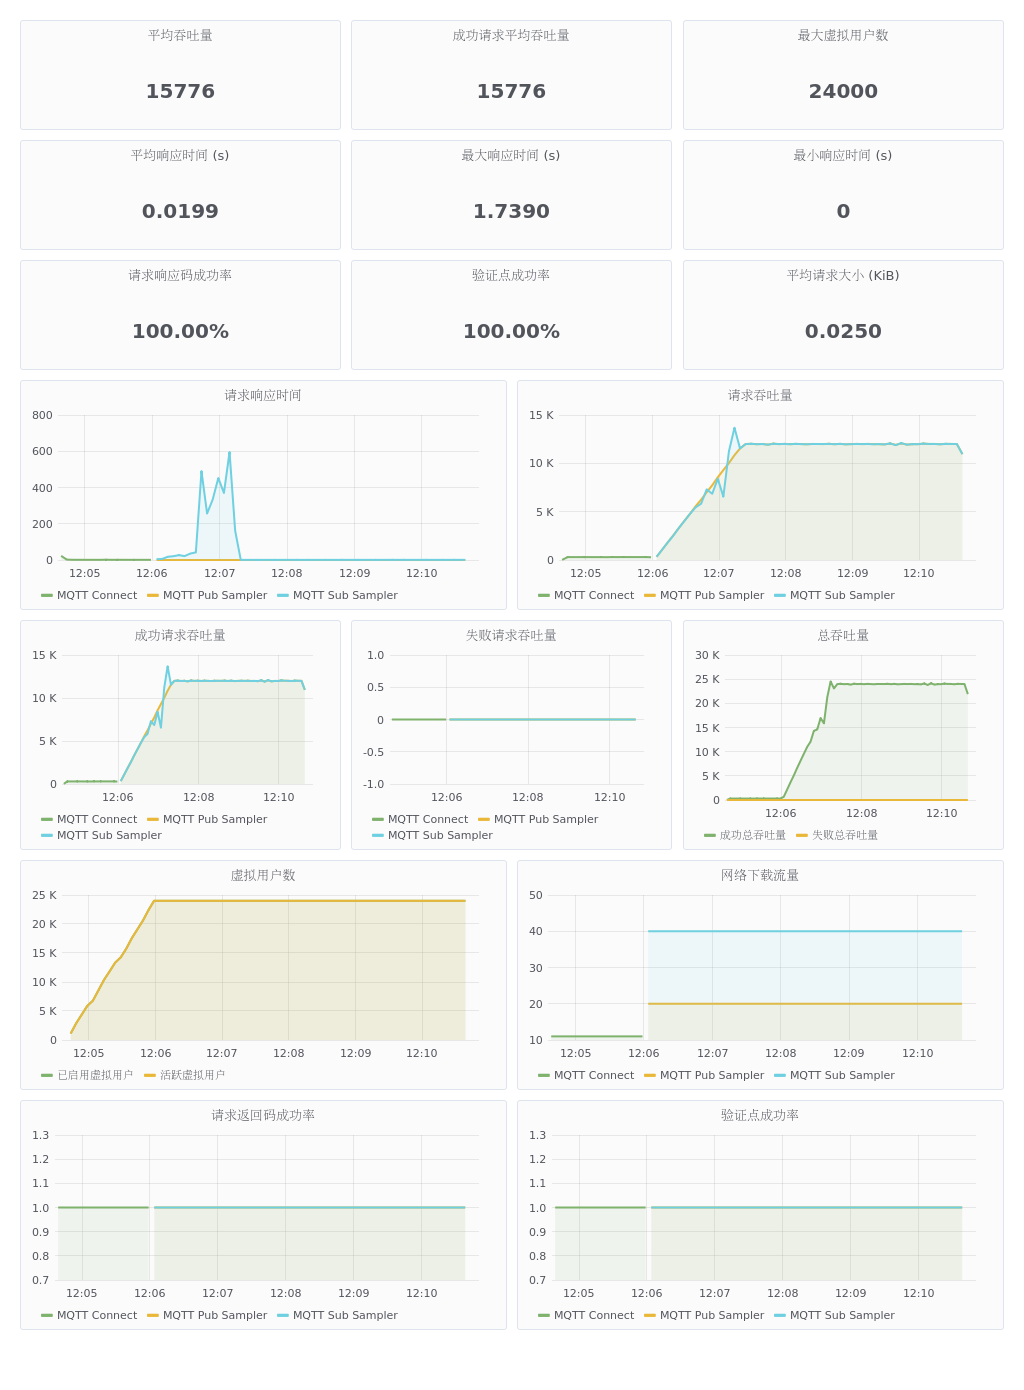 平均吞吐量
15776
成功请求平均吞吐量
15776
最大虚拟用户数
24000
平均响应时间 (s)
0.0199
最大响应时间 (s)
1.7390
最小响应时间 (s)
0
请求响应码成功率
100.00%
验证点成功率
100.00%
平均请求大小 (KiB)
0.0250
请求响应时间
800
600
400
200
0
12:05 12:06 12:07 12:08 12:09 12:10
MQTT Connect MQTT Pub Sampler MQTT Sub Sampler
请求吞吐量
15 K
10 K
5 K
0
12:05 12:06 12:07 12:08 12:09 12:10
MQTT Connect MQTT Pub Sampler MQTT Sub Sampler
成功请求吞吐量
15 K
10 K
5 K
0
12:06 12:08 12:10
MQTT Connect MQTT Pub Sampler
MQTT Sub Sampler
失败请求吞吐量
1.0
0.5
0
-0.5
-1.0
12:06 12:08 12:10
MQTT Connect MQTT Pub Sampler
MQTT Sub Sampler
总吞吐量
30 K
25 K
20 K
15 K
10 K
5 K
0
12:06 12:08 12:10
成功总吞吐量 失败总吞吐量
虚拟用户数
25 K
20 K
15 K
10 K
5 K
0
12:05 12:06 12:07 12:08 12:09 12:10
已启用虚拟用户 活跃虚拟用户
网络下载流量
50
40
30
20
10
12:05 12:06 12:07 12:08 12:09 12:10
MQTT Connect MQTT Pub Sampler MQTT Sub Sampler
请求返回码成功率
1.3
1.2
1.1
1.0
0.9
0.8
0.7
12:05 12:06 12:07 12:08 12:09 12:10
MQTT Connect MQTT Pub Sampler MQTT Sub Sampler
验证点成功率
1.3
1.2
1.1
1.0
0.9
0.8
0.7
12:05 12:06 12:07 12:08 12:09 12:10
MQTT Connect MQTT Pub Sampler MQTT Sub Sampler